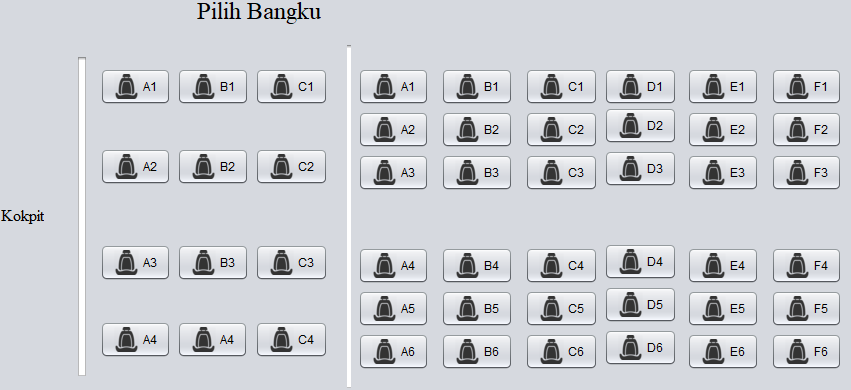 Pilih Bangku
A1 B1 C1 A1 B1 C1 D1 E1 F1
A2 B2 C2 D2 E2 F2
A2 B2 C2 A3 B3 C3 D3 E3 F3
Kokpit
A3 B3 C3 A4 B4 C4 D4 E4 F4
A5 B5 C5 D5 E5 F5
A4 A4 C4 A6 B6 C6 D6 E6 F6